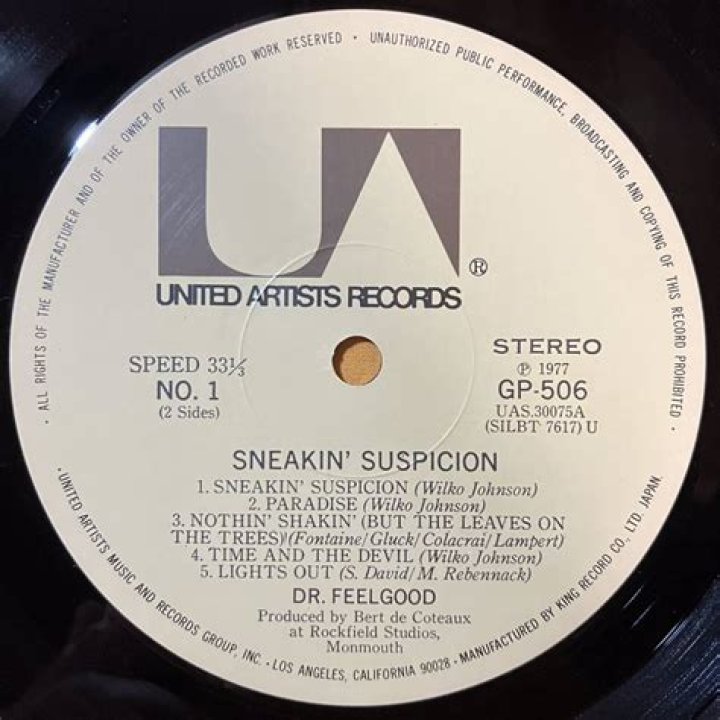 · ALL RIGHTS OF THE MANUFACTURER AND OF THE OWNER OF THE RECORDED WORK RESERVED · UNAUTHORIZED PUBLIC PERFORMANCE, BROADCASTING AND COPYING OF THIS RECORD PROHIBITED ·
UA®
UNITED ARTISTS RECORDS
SPEED 33⅓
NO. 1
(2 Sides)
STEREO
Ⓟ 1977
GP-506
UAS.30075A
(SILBT 7617) U
SNEAKIN' SUSPICION
1. SNEAKIN' SUSPICION (Wilko Johnson)
2. PARADISE (Wilko Johnson)
3. NOTHIN' SHAKIN' (BUT THE LEAVES ON
THE TREES) (Fontaine/Gluck/Colacrai/Lampert)
4. TIME AND THE DEVIL (Wilko Johnson)
5. LIGHTS OUT (S. David/M. Rebennack)
DR. FEELGOOD
Produced by Bert de Coteaux
at Rockfield Studios,
Monmouth
· UNITED ARTISTS MUSIC AND RECORDS GROUP, INC. · LOS ANGELES, CALIFORNIA 90028 · MANUFACTURED BY KING RECORD CO., LTD. JAPAN.